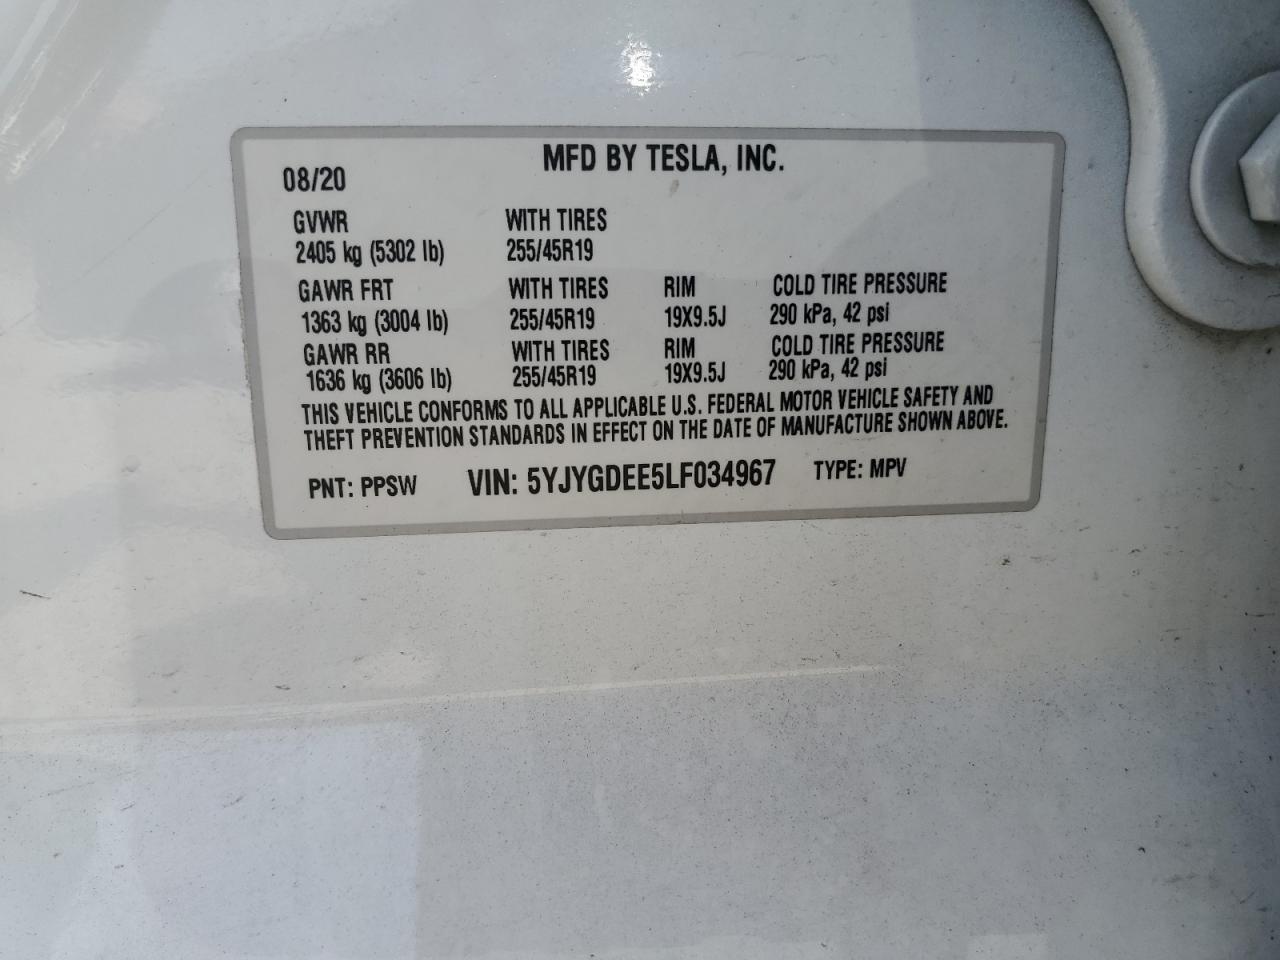 MFD BY TESLA, INC.
08/20
GVWR WITH TIRES
2405 kg (5302 lb) 255/45R19
GAWR FRT WITH TIRES RIM COLD TIRE PRESSURE
1363 kg (3004 lb) 255/45R19 19X9.5J 290 kPa, 42 psi
GAWR RR WITH TIRES RIM COLD TIRE PRESSURE
1636 kg (3606 lb) 255/45R19 19X9.5J 290 kPa, 42 psi
THIS VEHICLE CONFORMS TO ALL APPLICABLE U.S. FEDERAL MOTOR VEHICLE SAFETY AND
THEFT PREVENTION STANDARDS IN EFFECT ON THE DATE OF MANUFACTURE SHOWN ABOVE.
PNT: PPSW VIN: 5YJYGDEE5LF034967 TYPE: MPV